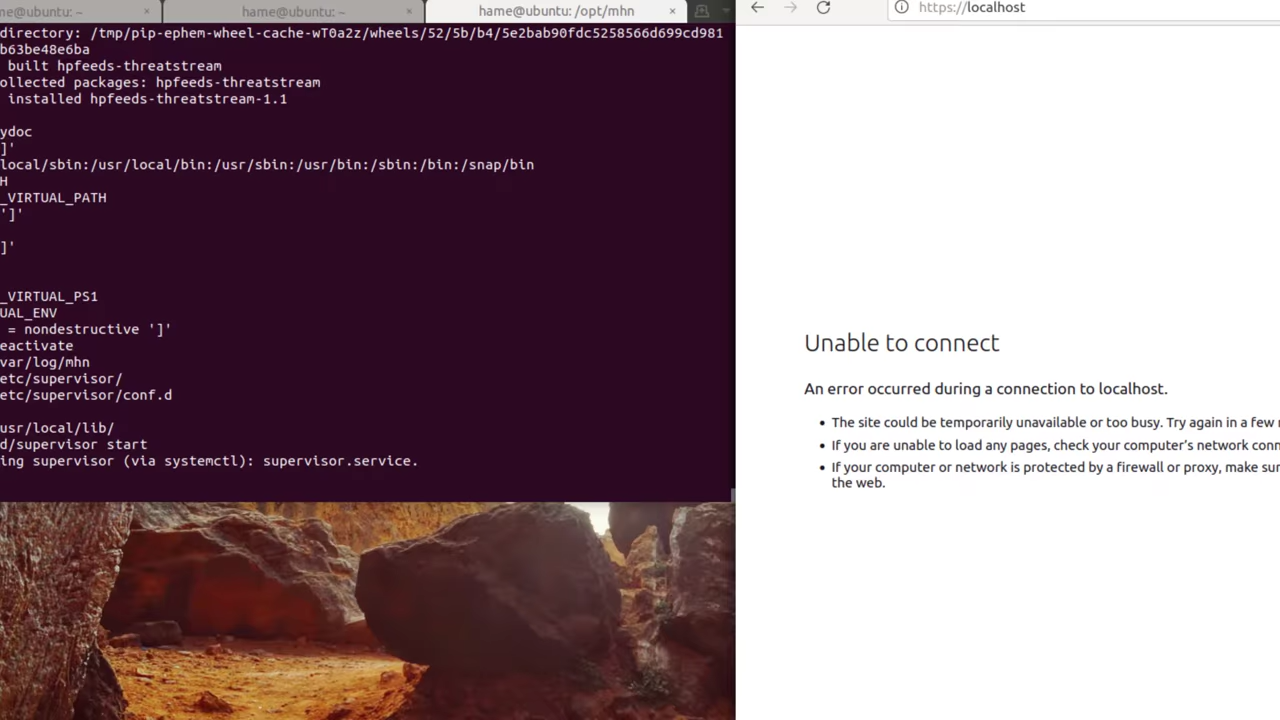 ame@ubuntu: ~
hame@ubuntu: ~
hame@ubuntu: /opt/mhn
directory: /tmp/pip-ephem-wheel-cache-wT0a2z/wheels/52/5b/b4/5e2bab90fdc5258566d699cd981
b63be48e6ba
built hpfeeds-threatstream
ollected packages: hpfeeds-threatstream
installed hpfeeds-threatstream-1.1
ydoc
]'
local/sbin:/usr/local/bin:/usr/sbin:/usr/bin:/sbin:/bin:/snap/bin
H
_VIRTUAL_PATH
']'
]'
_VIRTUAL_PS1
UAL_ENV
= nondestructive ']'
eactivate
var/log/mhn
etc/supervisor/
etc/supervisor/conf.d
usr/local/lib/
d/supervisor start
ing supervisor (via systemctl): supervisor.service.
https://localhost
Unable to connect
An error occurred during a connection to localhost.
• The site could be temporarily unavailable or too busy. Try again in a few
• If you are unable to load any pages, check your computer's network conn
• If your computer or network is protected by a firewall or proxy, make sur
the web.